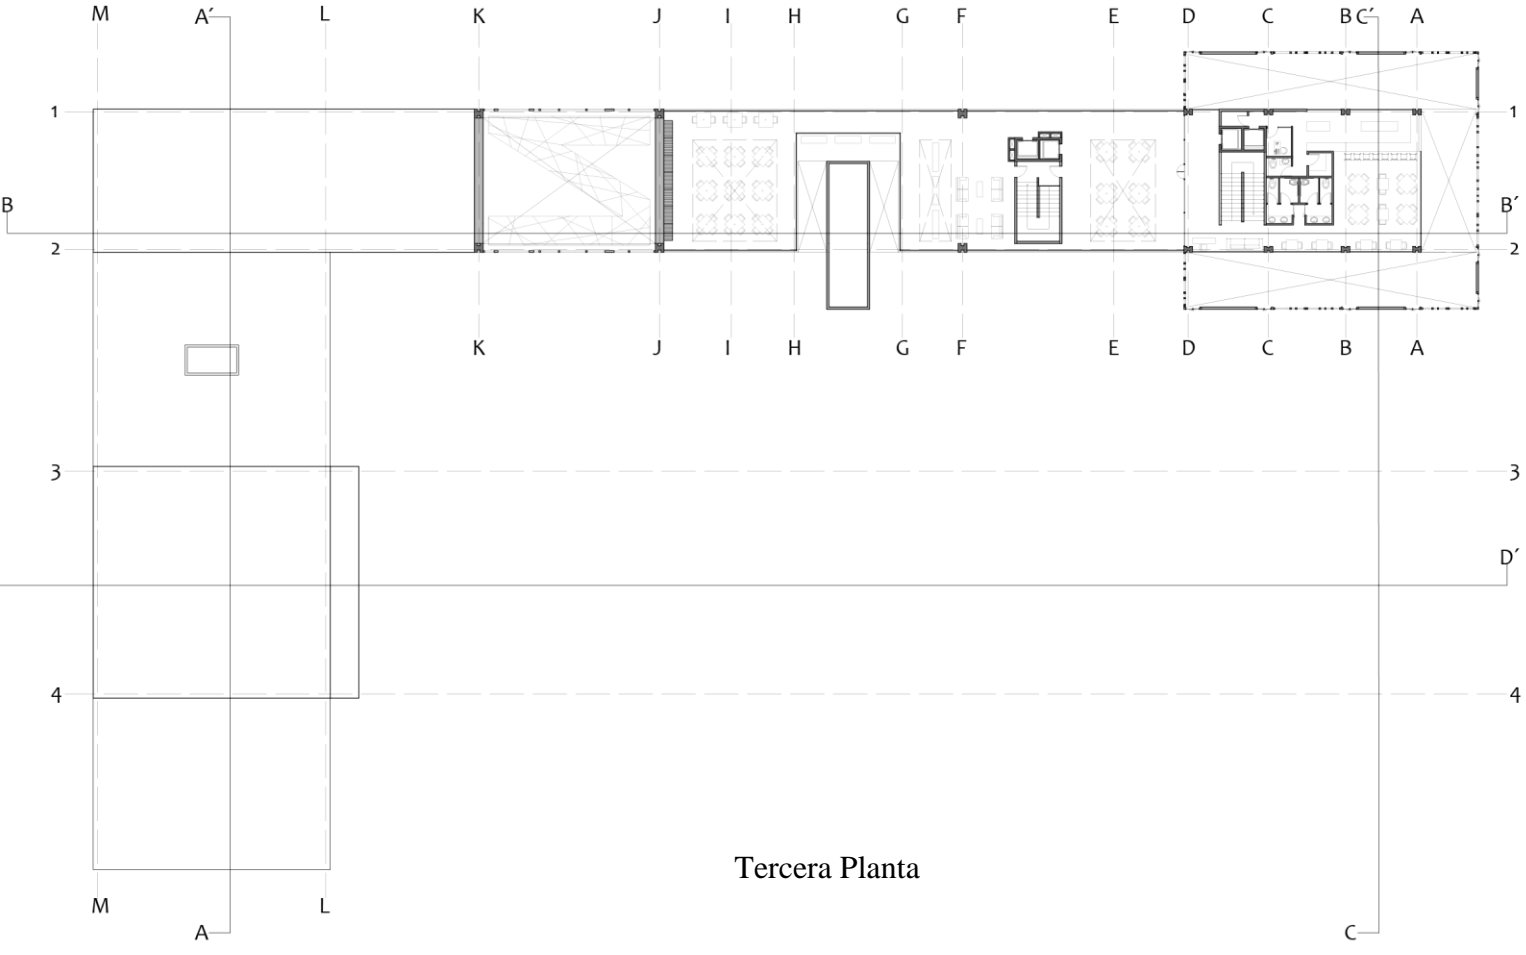 M A´ L K J I H G F E D C B C´ A
1 1
B B´
2 2
K J I H G F E D C B A
3 3
D´
4 4
Tercera Planta
M L
A C